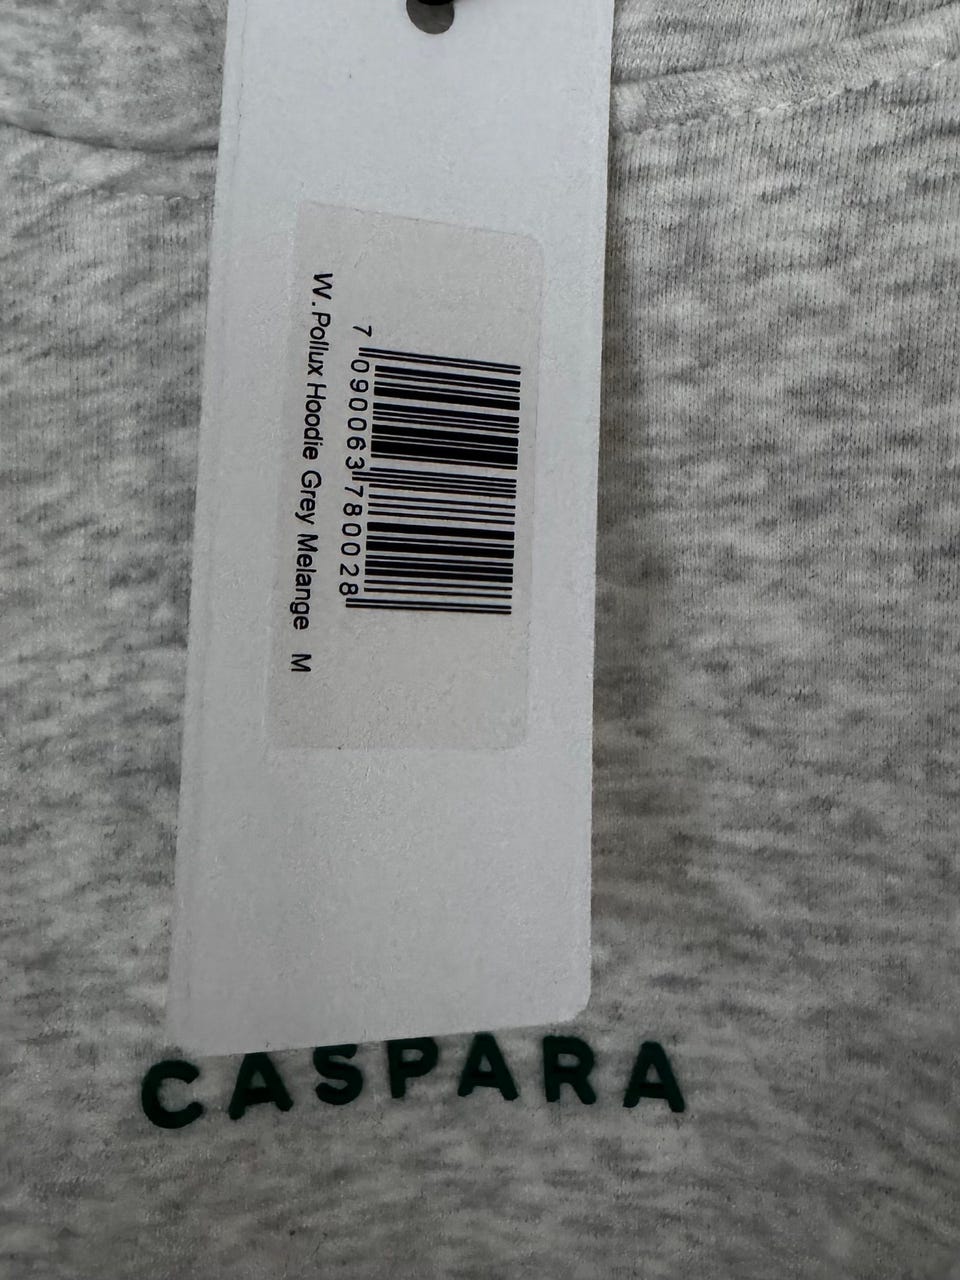 7 090063 780028
W.Pollux Hoodie Grey Melange M
CASPARA